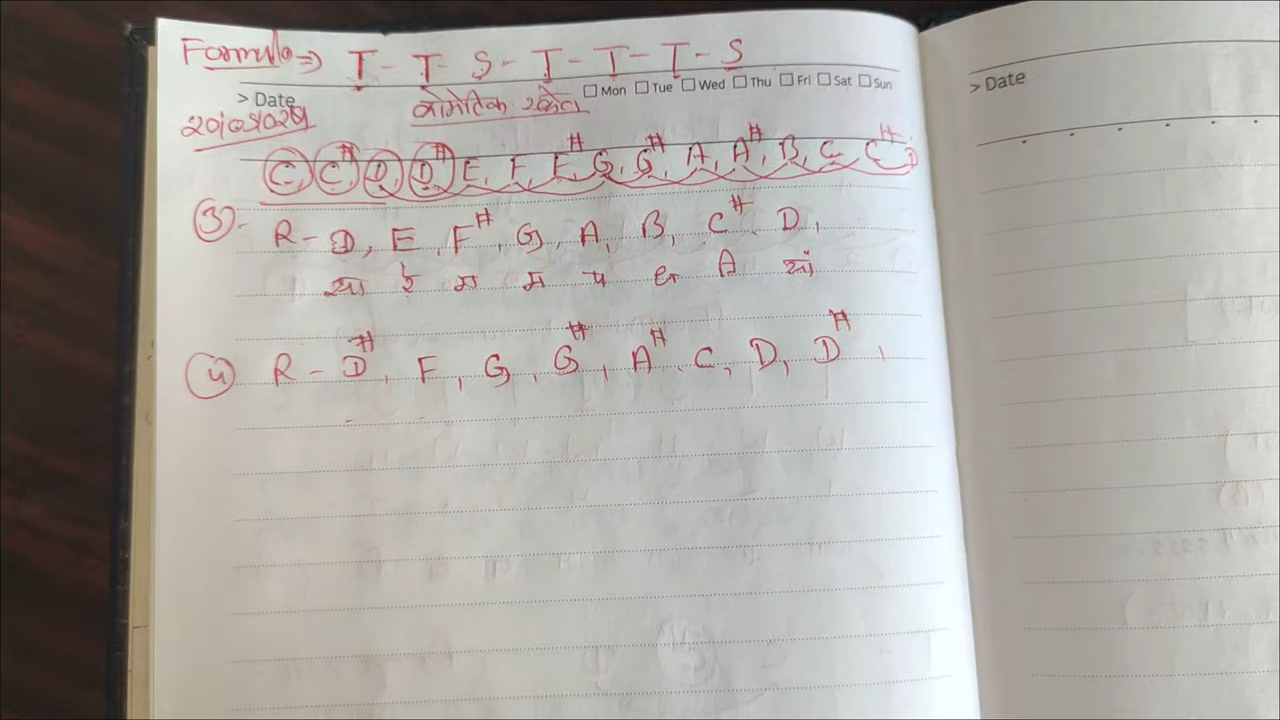 Formula ⇒ T - T S - T - T - T - S
> Date Mon Tue Wed Thu Fri Sat Sun
C, C#, D, D#, E, F, F#, G, G#, A, A#, B, C, C# D
③ - R - D, E, F#, G, A, B, C#, D,
सा रे ग म प ध A सां
④ R - D#, F, G, G#, A#, C, D, D#,
> Date